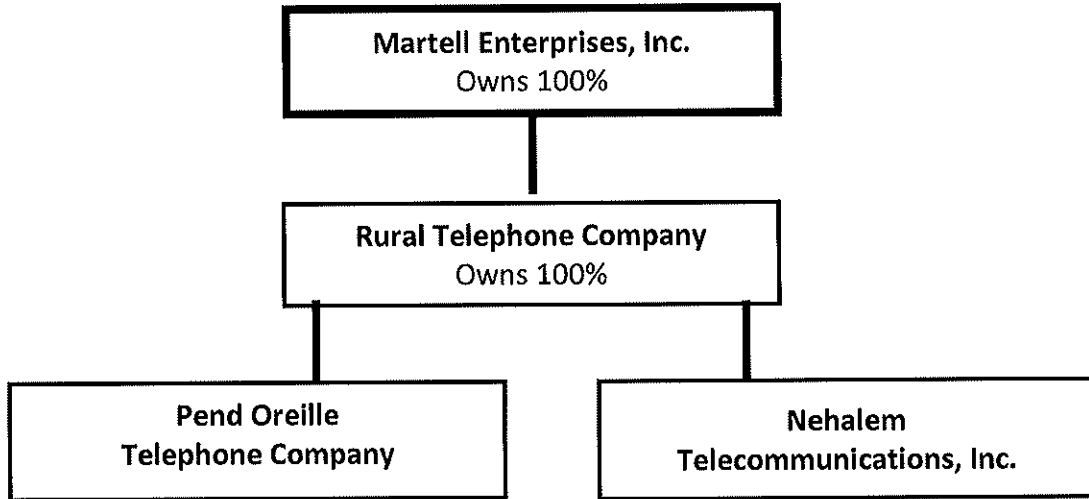 Martell Enterprises, Inc.
Owns 100%
Rural Telephone Company
Owns 100%
Pend Oreille
Telephone Company
Nehalem
Telecommunications, Inc.